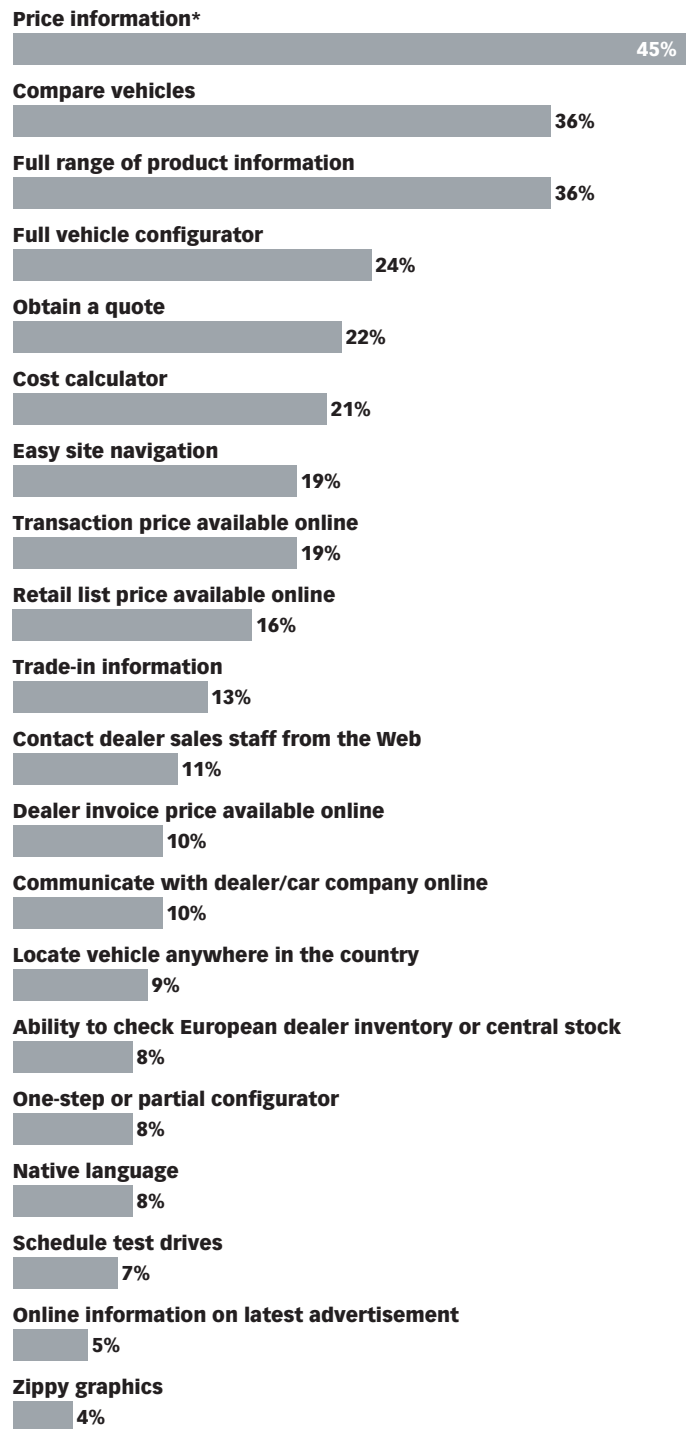 Price information*
45%
Compare vehicles
36%
Full range of product information
36%
Full vehicle configurator
24%
Obtain a quote
22%
Cost calculator
21%
Easy site navigation
19%
Transaction price available online
19%
Retail list price available online
16%
Trade-in information
13%
Contact dealer sales staff from the Web
11%
Dealer invoice price available online
10%
Communicate with dealer/car company online
10%
Locate vehicle anywhere in the country
9%
Ability to check European dealer inventory or central stock
8%
One-step or partial configurator
8%
Native language
8%
Schedule test drives
7%
Online information on latest advertisement
5%
Zippy graphics
4%